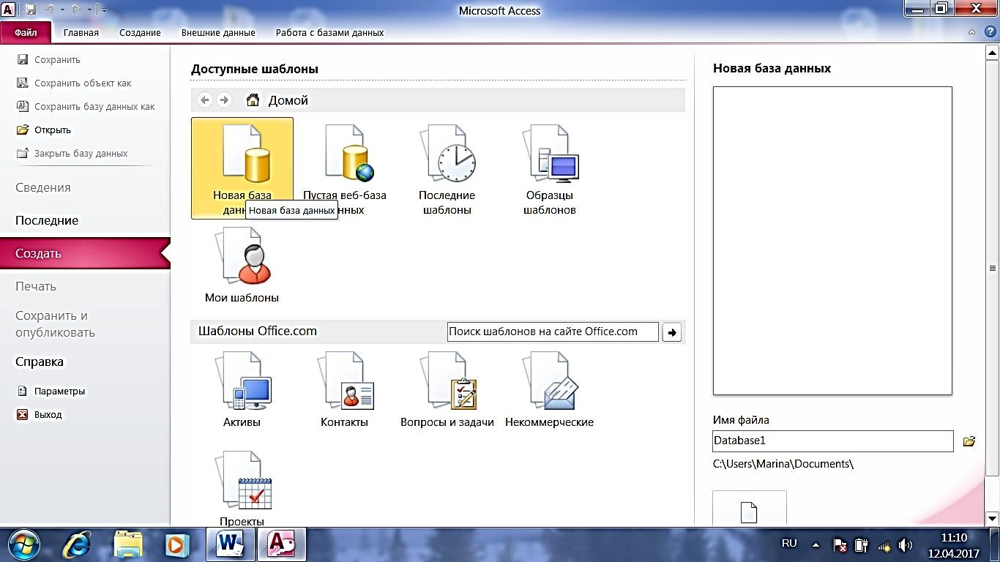 Microsoft Access
Файл
Главная
Создание
Внешние данные
Работа с базами данных
Сохранить
Сохранить объект как
Сохранить базу данных как
Открыть
Закрыть базу данных
Сведения
Последние
Создать
Печать
Сохранить и
опубликовать
Справка
Параметры
Выход
Доступные шаблоны
Домой
Новая база
данн
Новая база данных
Пустая веб-база
нных
Последние
шаблоны
Образцы
шаблонов
Мои шаблоны
Шаблоны Office.com
Поиск шаблонов на сайте Office.com
Активы
Контакты
Вопросы и задачи
Некоммерческие
Проекты
Новая база данных
Имя файла
Database1
C:\Users\Marina\Documents\
RU
11:10
12.04.2017